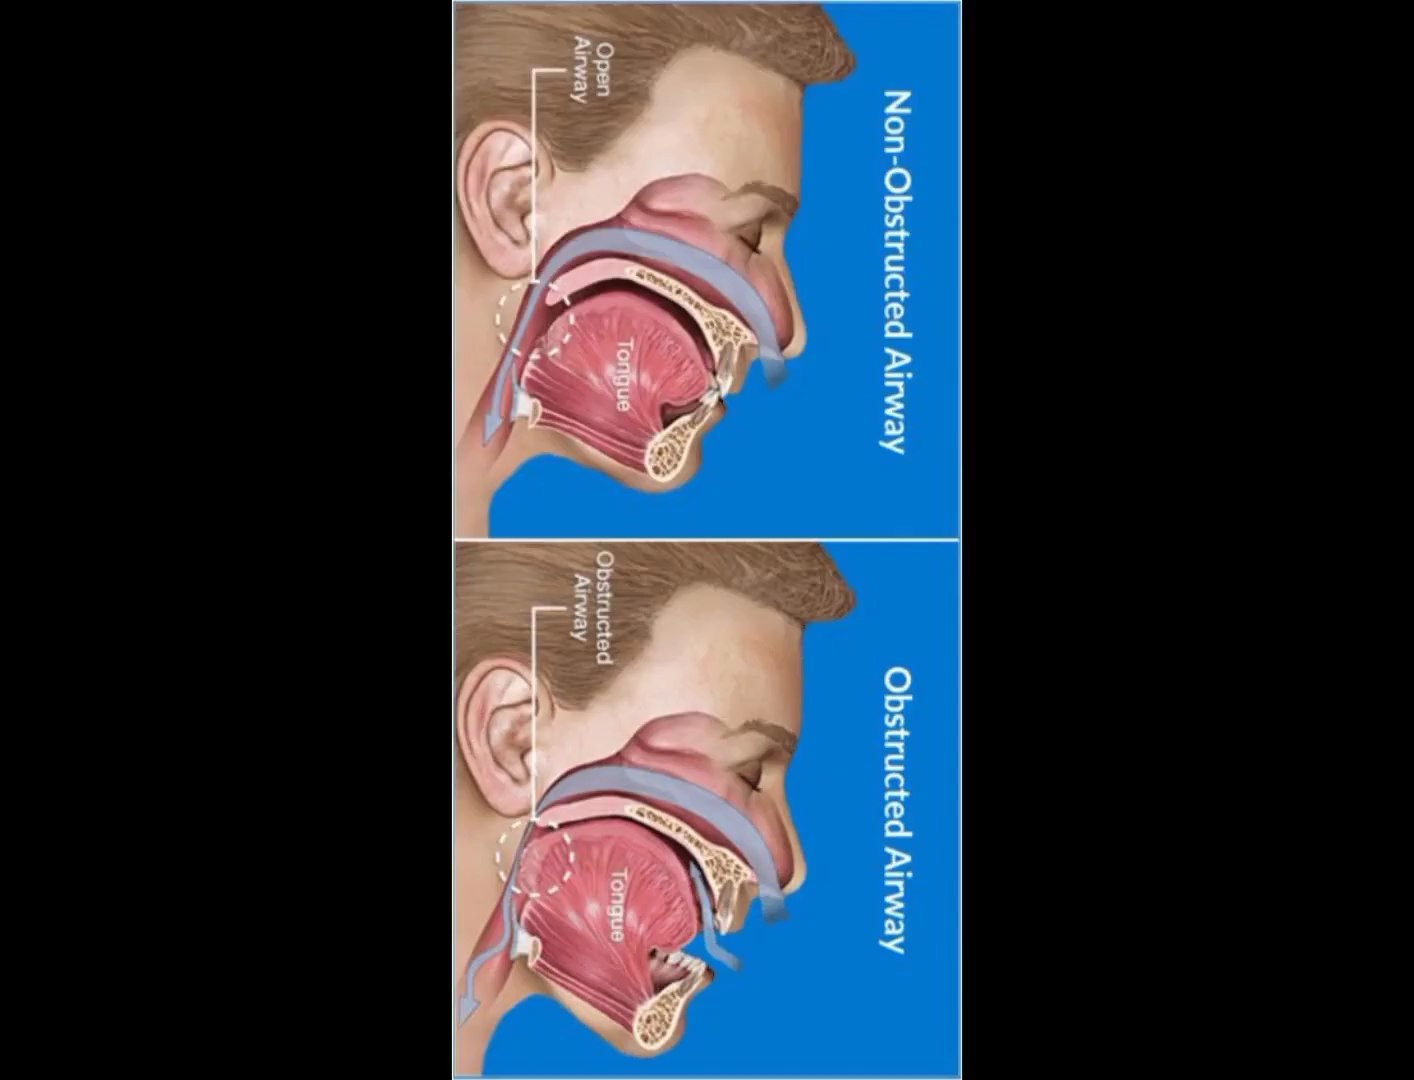 Non-Obstructed Airway
Open
Airway
Tongue
Obstructed Airway
Obstructed
Airway
Tongue